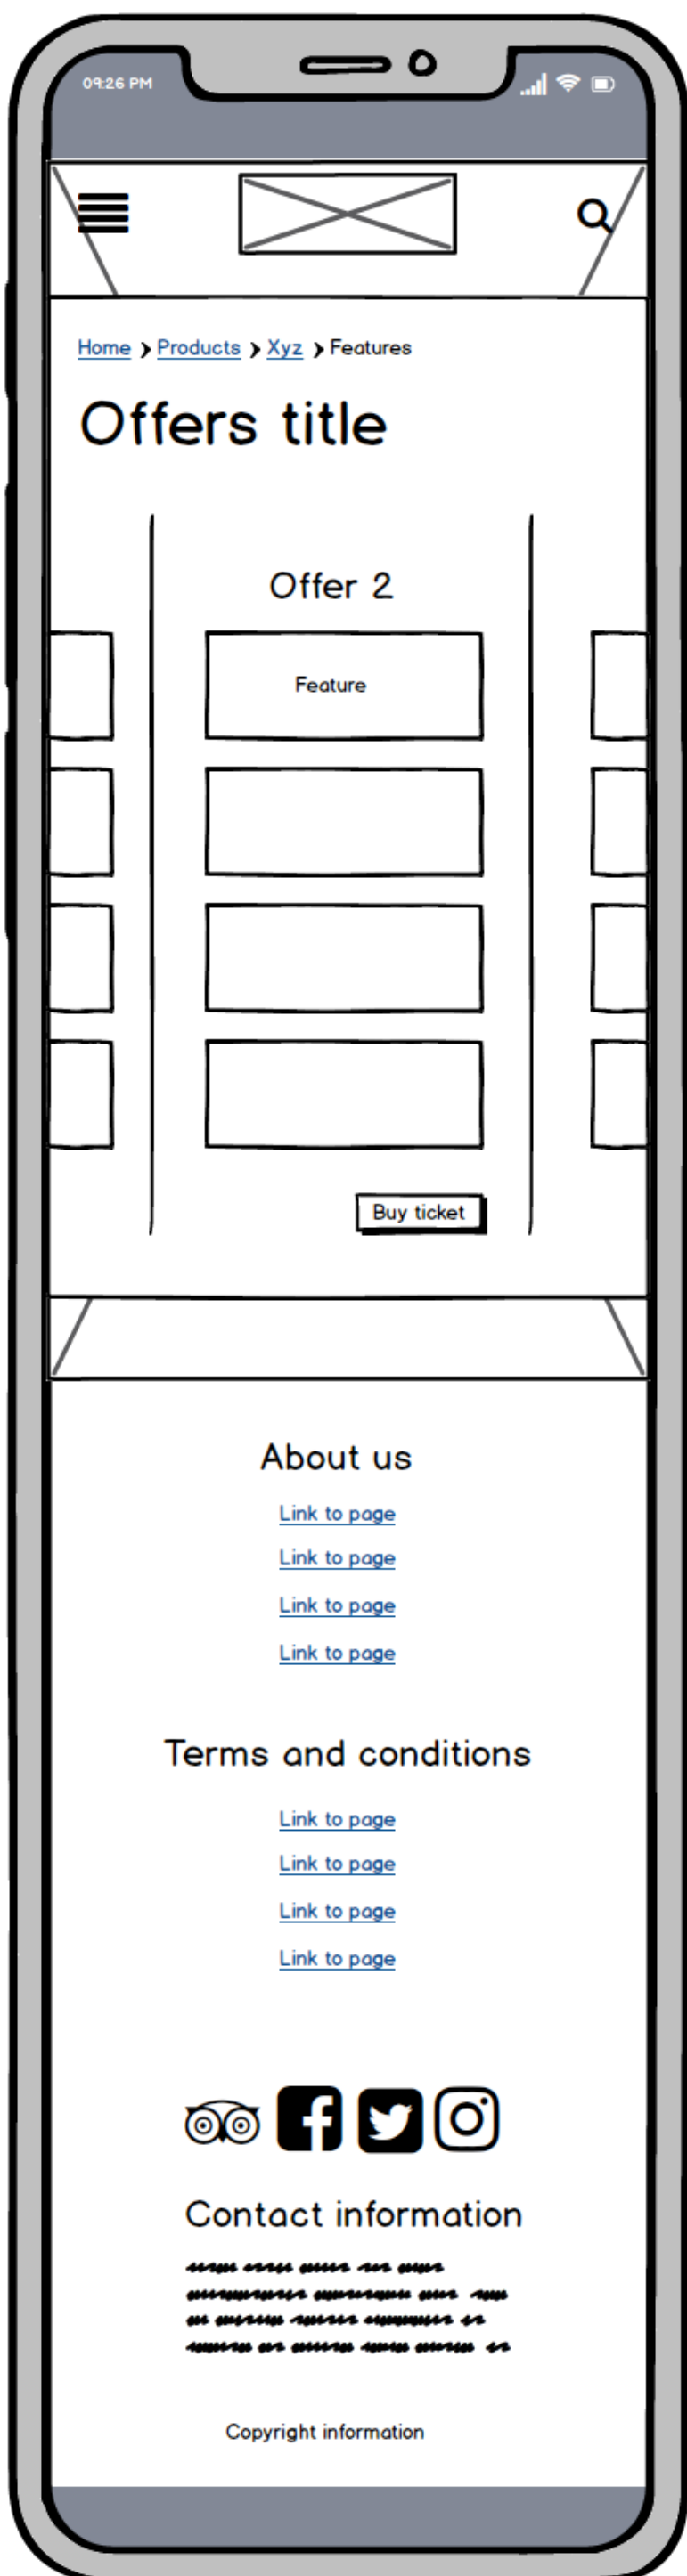 09:26 PM
Home > Products > Xyz > Features
Offers title
Offer 2
Feature
Buy ticket
About us
Link to page
Link to page
Link to page
Link to page
Terms and conditions
Link to page
Link to page
Link to page
Link to page
Contact information
Copyright information